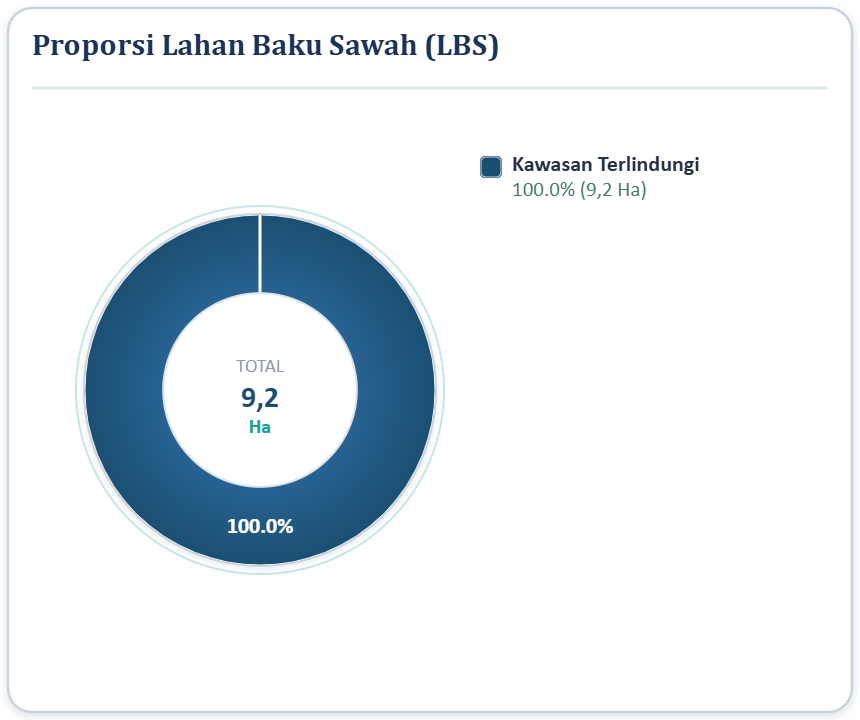 Proporsi Lahan Baku Sawah (LBS)
Kawasan Terlindungi
100.0% (9,2 Ha)
TOTAL
9,2
Ha
100.0%